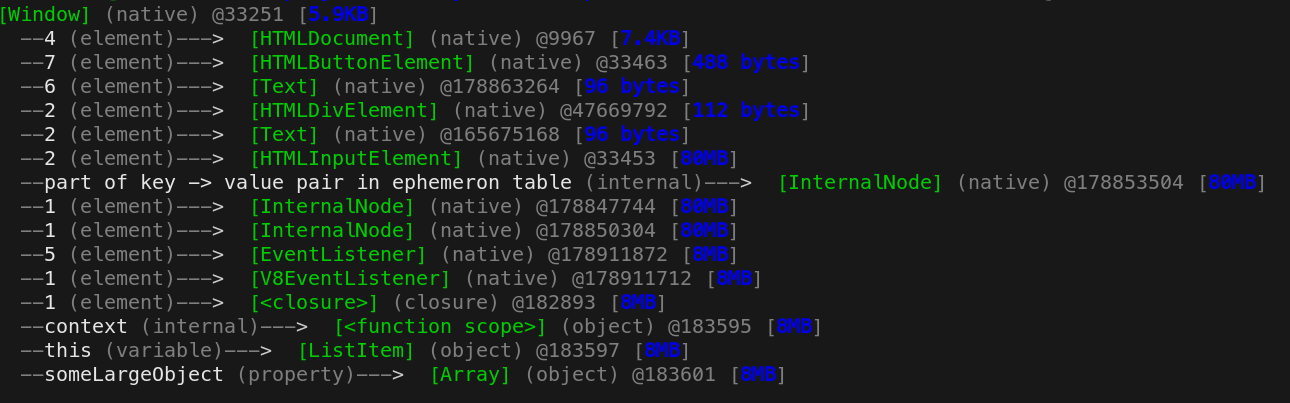 [Window] (native) @33251 [5.9KB]
--4 (element)---> [HTMLDocument] (native) @9967 [7.4KB]
--7 (element)---> [HTMLButtonElement] (native) @33463 [488 bytes]
--6 (element)---> [Text] (native) @178863264 [96 bytes]
--2 (element)---> [HTMLDivElement] (native) @47669792 [112 bytes]
--2 (element)---> [Text] (native) @165675168 [96 bytes]
--2 (element)---> [HTMLInputElement] (native) @33453 [80MB]
--part of key -> value pair in ephemeron table (internal)---> [InternalNode] (native) @178853504 [80MB]
--1 (element)---> [InternalNode] (native) @178847744 [80MB]
--1 (element)---> [InternalNode] (native) @178850304 [80MB]
--5 (element)---> [EventListener] (native) @178911872 [8MB]
--1 (element)---> [V8EventListener] (native) @178911712 [8MB]
--1 (element)---> [<closure>] (closure) @182893 [8MB]
--context (internal)---> [<function scope>] (object) @183595 [8MB]
--this (variable)---> [ListItem] (object) @183597 [8MB]
--someLargeObject (property)---> [Array] (object) @183601 [8MB]